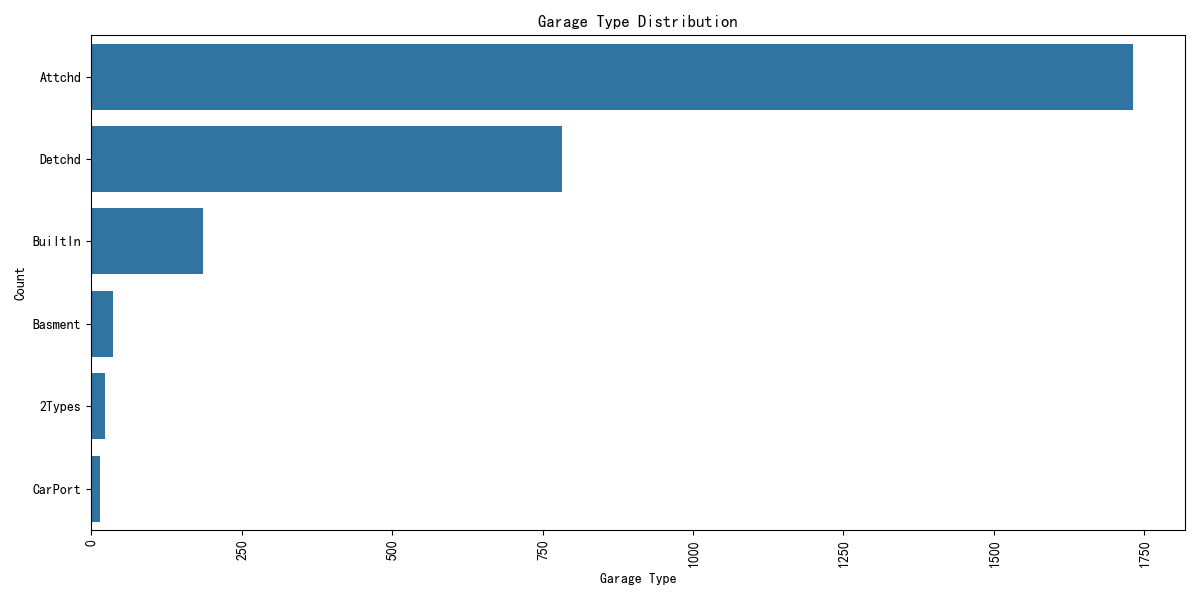 Garage Type Distribution
Attchd
Detchd
BuiltIn
Basment
2Types
CarPort
Count
0
250
500
750
1000
1250
1500
1750
Garage Type